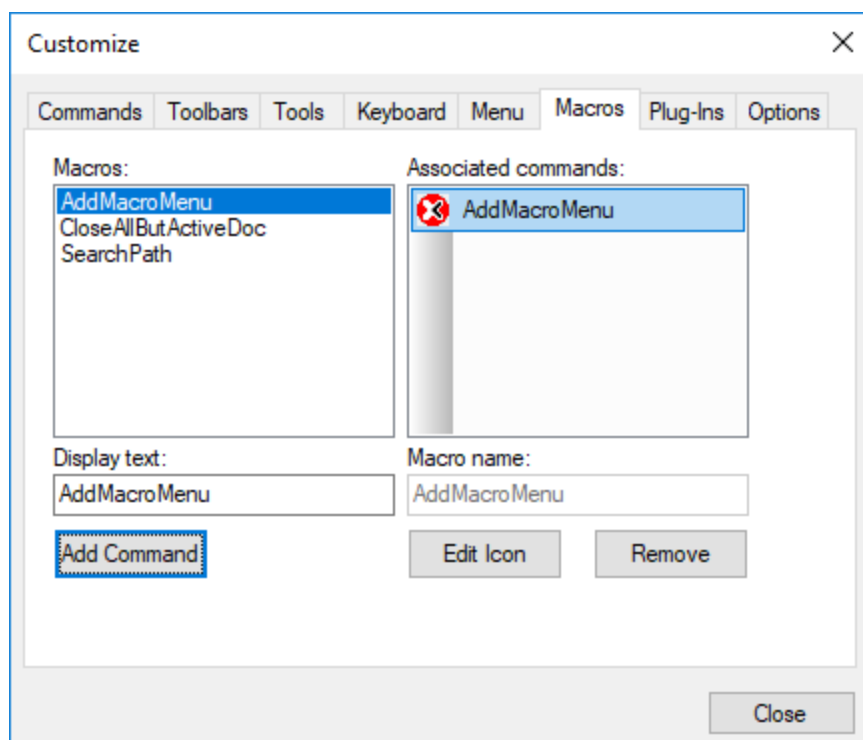 Customize
Commands Toolbars Tools Keyboard Menu Macros Plug-Ins Options
Macros: Associated commands:
AddMacroMenu
CloseAllButActiveDoc
SearchPath
AddMacroMenu
Display text: Macro name:
AddMacroMenu AddMacroMenu
Add Command Edit Icon Remove
Close